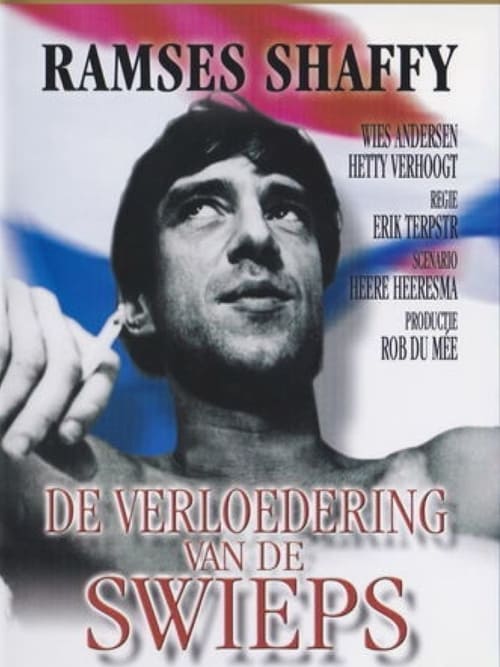 RAMSES SHAFFY
WIES ANDERSEN
HETTY VERHOOGT
REGIE
ERIK TERPSTR
SCENARIO
HEERE HEERESMA
PRODUCTIE
ROB DU MÉE
DE VERLOEDERING
VAN DE
SWIEPS